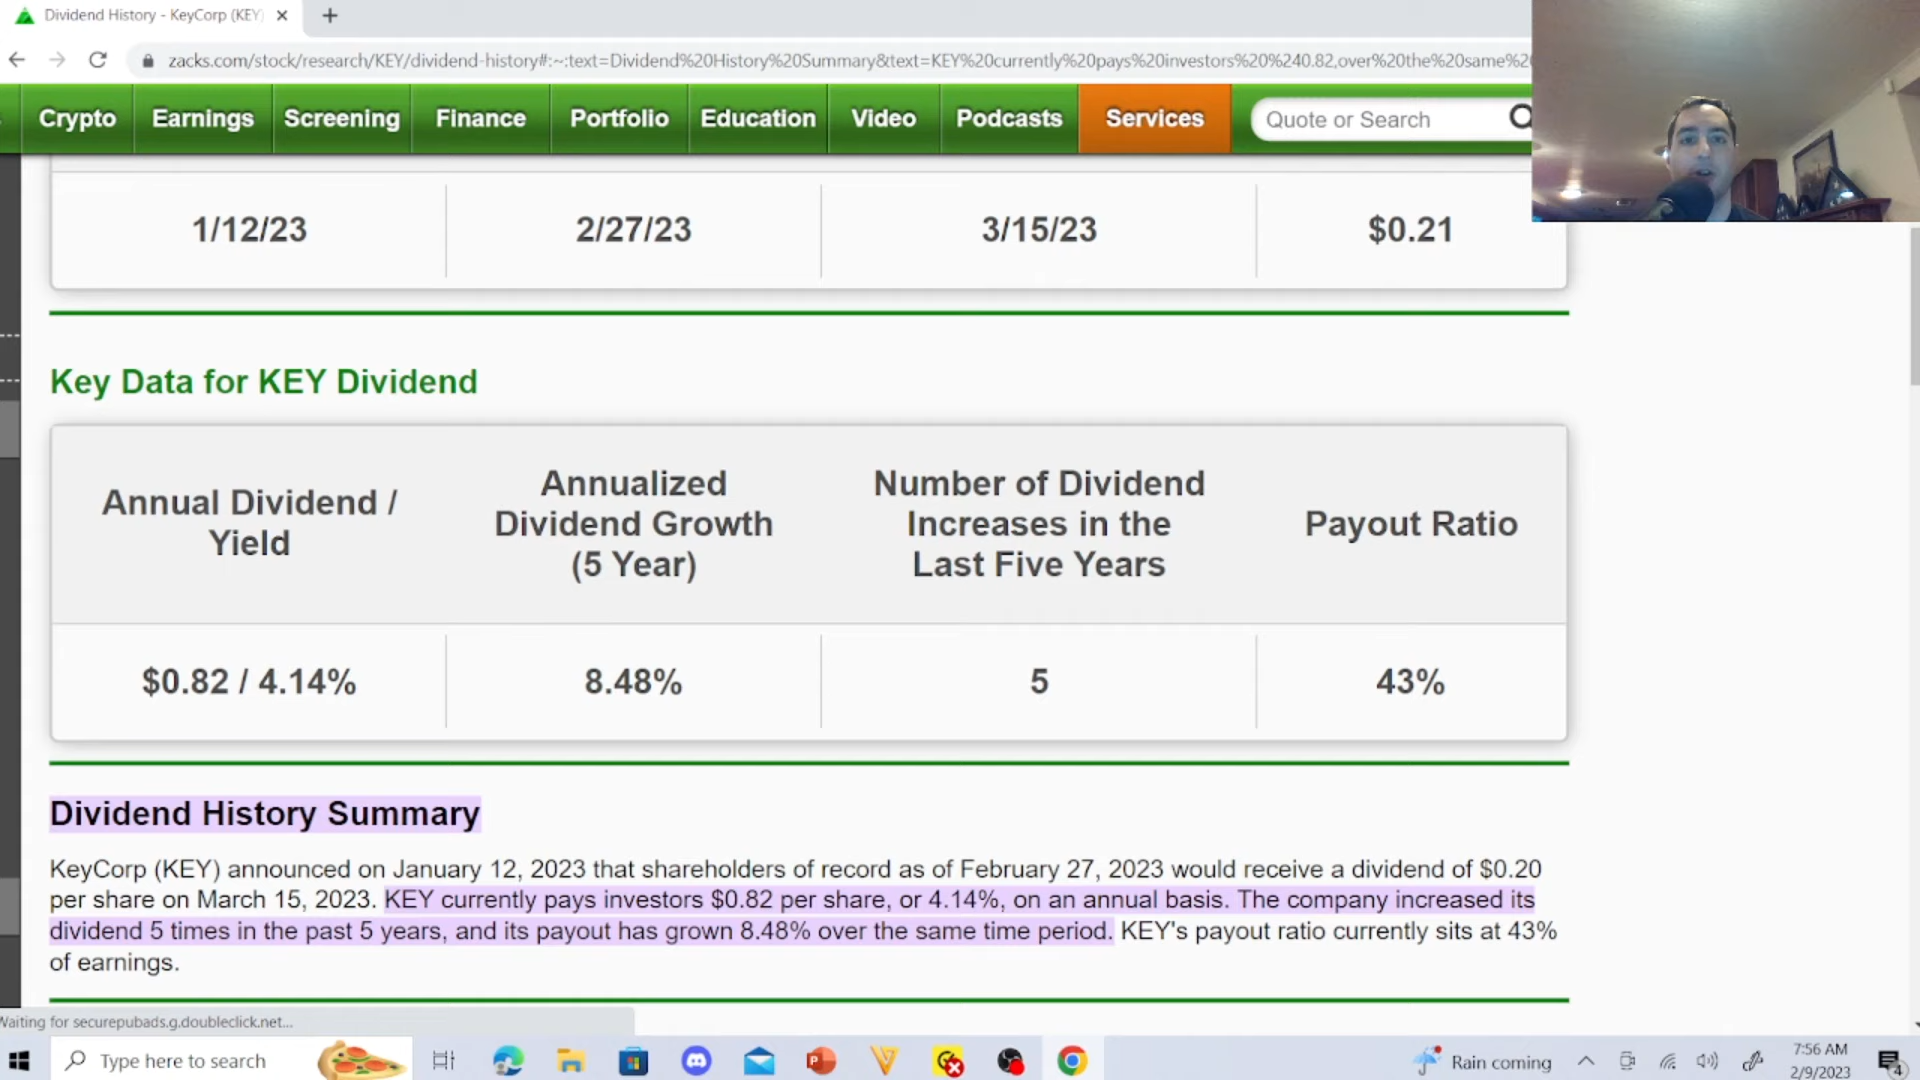 Dividend History - KeyCorp (KEY)
zacks.com/stock/research/KEY/dividend-history#:~:text=Dividend%20History%20Summary&text=KEY%20currently%20pays%20investors%20%240.82,over%20the%20same%20
Crypto Earnings Screening Finance Portfolio Education Video Podcasts Services Quote or Search
1/12/23 2/27/23 3/15/23 $0.21
Key Data for KEY Dividend
Annual Dividend / Yield
Annualized Dividend Growth (5 Year)
Number of Dividend Increases in the Last Five Years
Payout Ratio
$0.82 / 4.14% 8.48% 5 43%
Dividend History Summary
KeyCorp (KEY) announced on January 12, 2023 that shareholders of record as of February 27, 2023 would receive a dividend of $0.20
per share on March 15, 2023. KEY currently pays investors $0.82 per share, or 4.14%, on an annual basis. The company increased its
dividend 5 times in the past 5 years, and its payout has grown 8.48% over the same time period. KEY's payout ratio currently sits at 43%
of earnings.
Waiting for securepubads.g.doubleclick.net...
Type here to search
Rain coming
7:56 AM
2/9/2023
4